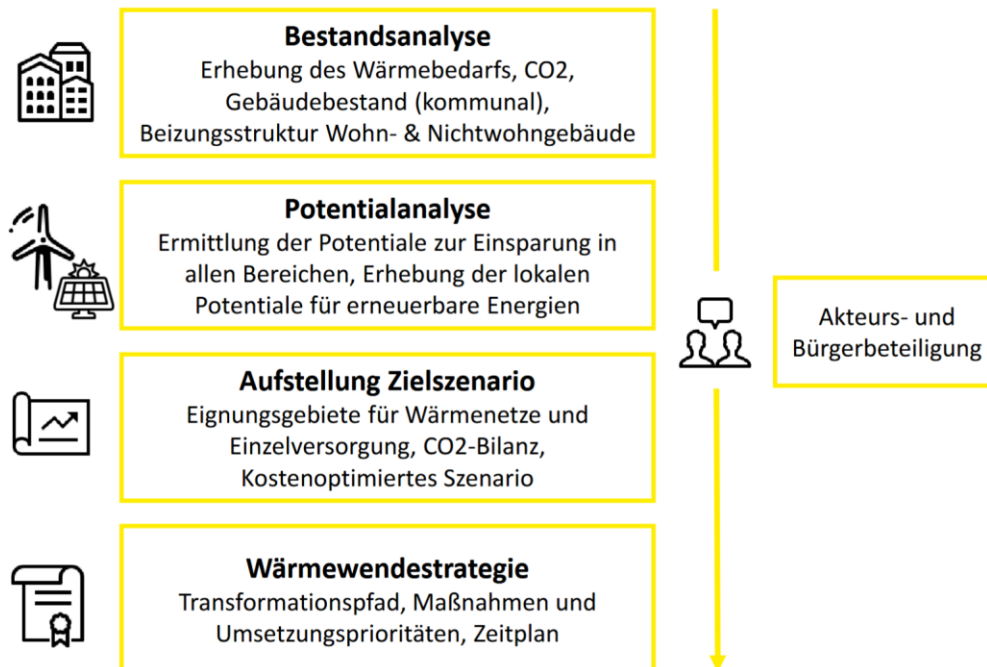 Bestandsanalyse
Erhebung des Wärmebedarfs, CO2,
Gebäudebestand (kommunal),
Beizungsstruktur Wohn- & Nichtwohngebäude
Potentialanalyse
Ermittlung der Potentiale zur Einsparung in
allen Bereichen, Erhebung der lokalen
Potentiale für erneuerbare Energien
Aufstellung Zielszenario
Eignungsgebiete für Wärmenetze und
Einzelversorgung, CO2-Bilanz,
Kostenoptimiertes Szenario
Wärmewendestrategie
Transformationspfad, Maßnahmen und
Umsetzungsprioritäten, Zeitplan
Akteurs- und
Bürgerbeteiligung